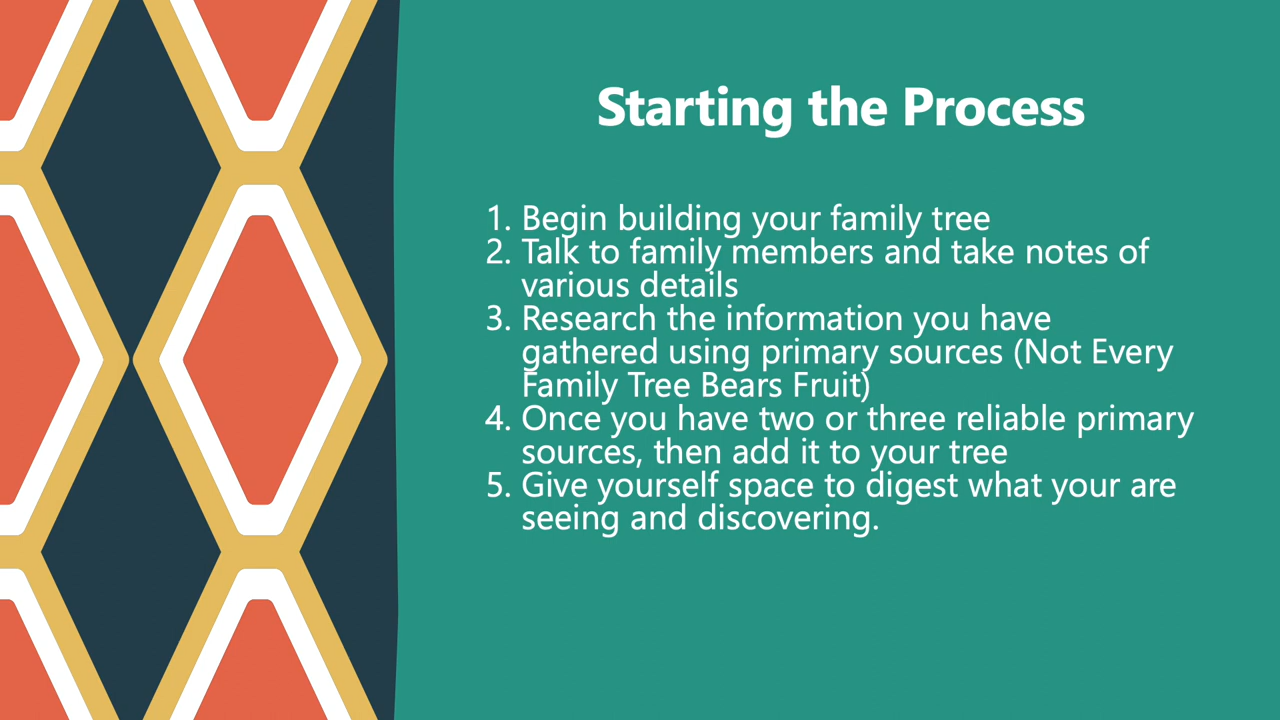 Starting the Process
1. Begin building your family tree
2. Talk to family members and take notes of
various details
3. Research the information you have
gathered using primary sources (Not Every
Family Tree Bears Fruit)
4. Once you have two or three reliable primary
sources, then add it to your tree
5. Give yourself space to digest what your are
seeing and discovering.